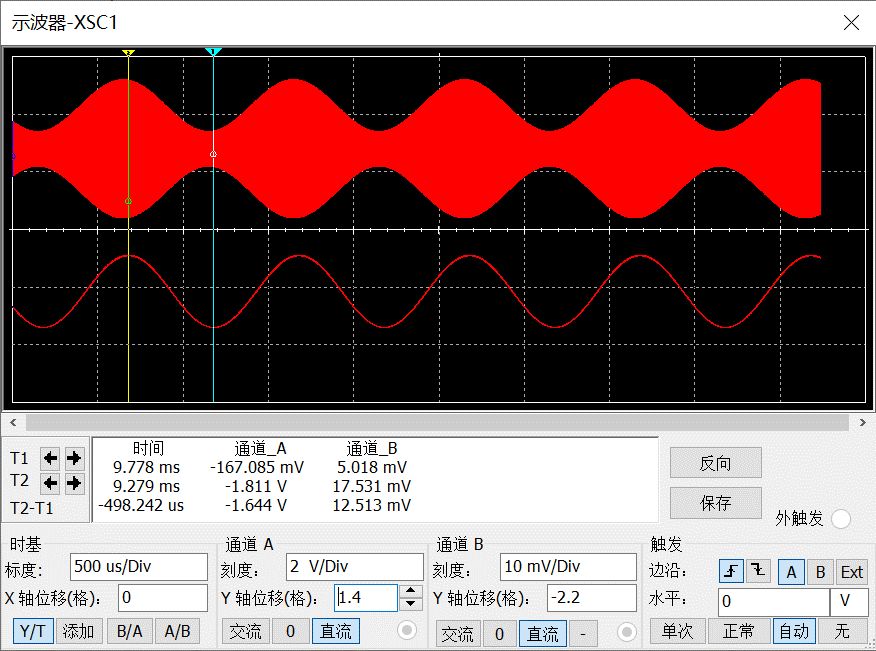 示波器-XSC1
2 1
时间 通道_A 通道_B
T1 9.778 ms -167.085 mV 5.018 mV
T2 9.279 ms -1.811 V 17.531 mV
T2-T1 -498.242 us -1.644 V 12.513 mV
反向
保存
外触发
时基 通道 A 通道 B 触发
标度: 500 us/Div 刻度: 2 V/Div 刻度: 10 mV/Div 边沿: A B Ext
X 轴位移(格): 0 Y 轴位移(格): 1.4 Y 轴位移(格): -2.2 水平: 0 V
Y/T 添加 B/A A/B 交流 0 直流 交流 0 直流 - 单次 正常 自动 无